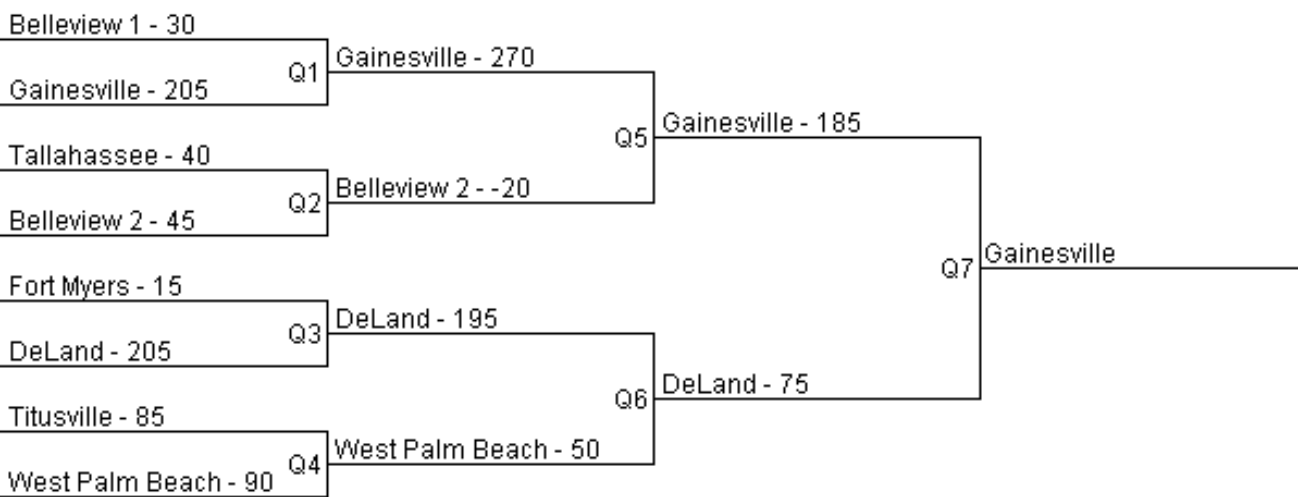 Belleview 1 - 30
Gainesville - 270
Q1
Gainesville - 205
Gainesville - 185
Q5
Tallahassee - 40
Belleview 2 - -20
Q2
Belleview 2 - 45
Gainesville
Q7
Fort Myers - 15
DeLand - 195
Q3
DeLand - 205
DeLand - 75
Q6
Titusville - 85
West Palm Beach - 50
Q4
West Palm Beach - 90